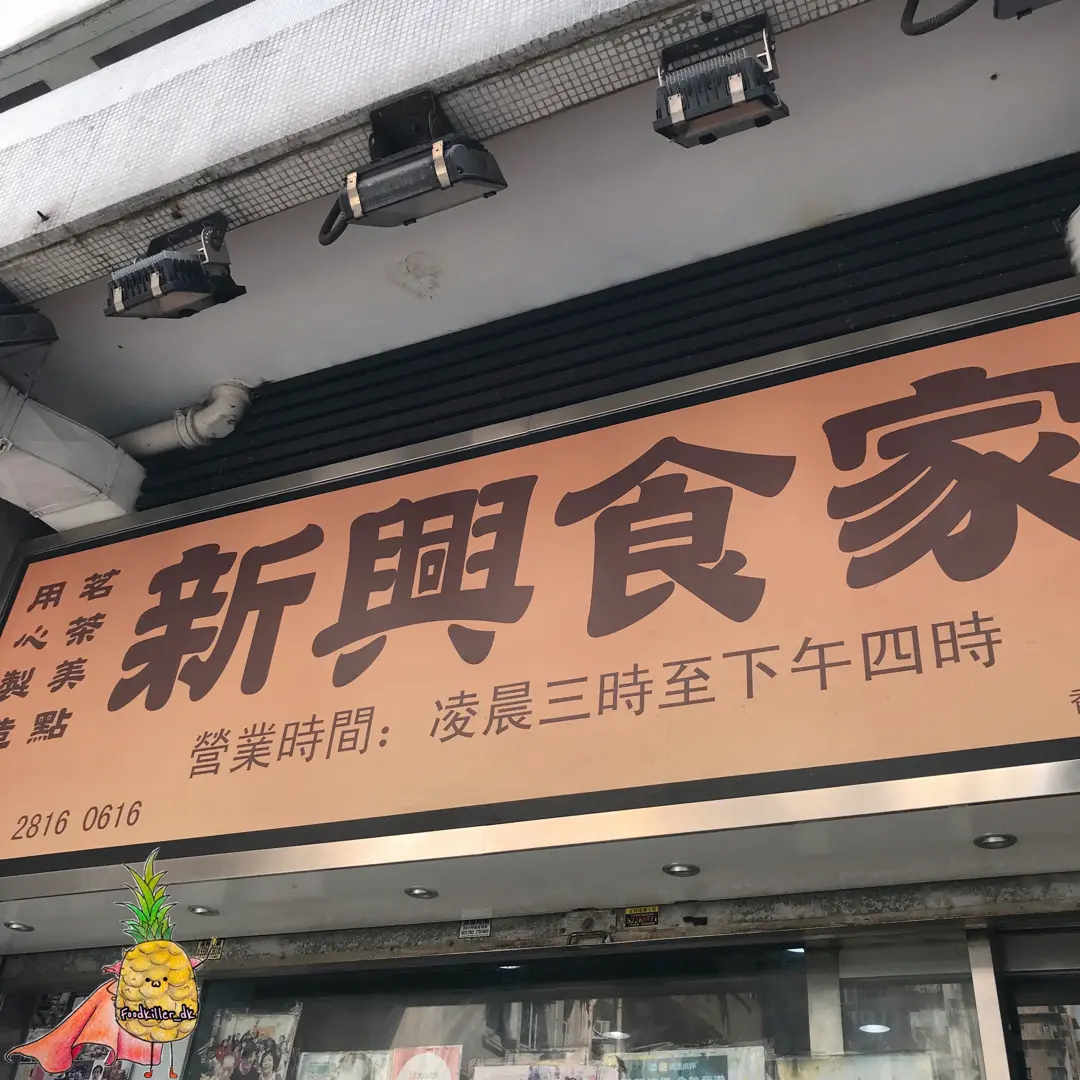 新興食家
茗茶美點
用心製造
營業時間：凌晨三時至下午四時
2816 0616
Foodkiller_dk